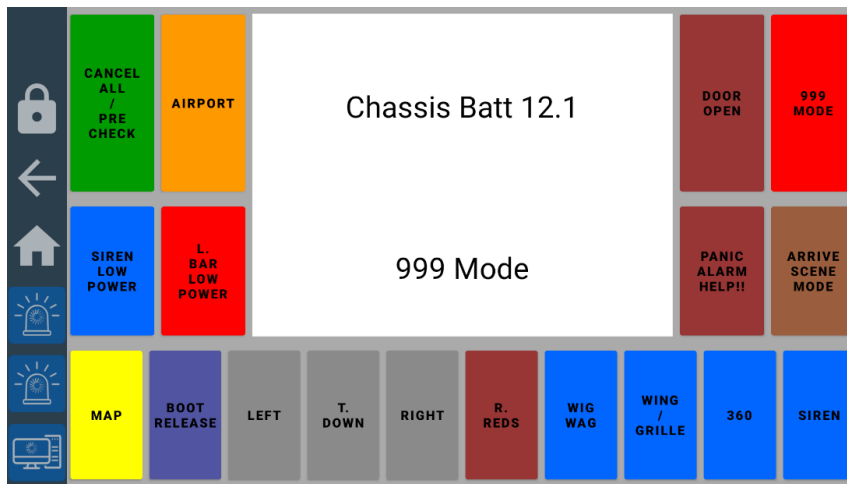 CANCEL
ALL
/
PRE
CHECK
AIRPORT
Chassis Batt 12.1
DOOR
OPEN
999
MODE
SIREN
LOW
POWER
L.
BAR
LOW
POWER
999 Mode
PANIC
ALARM
HELP!!
ARRIVE
SCENE
MODE
MAP
BOOT
RELEASE
LEFT
T.
DOWN
RIGHT
R.
REDS
WIG
WAG
WING
/
GRILLE
360
SIREN